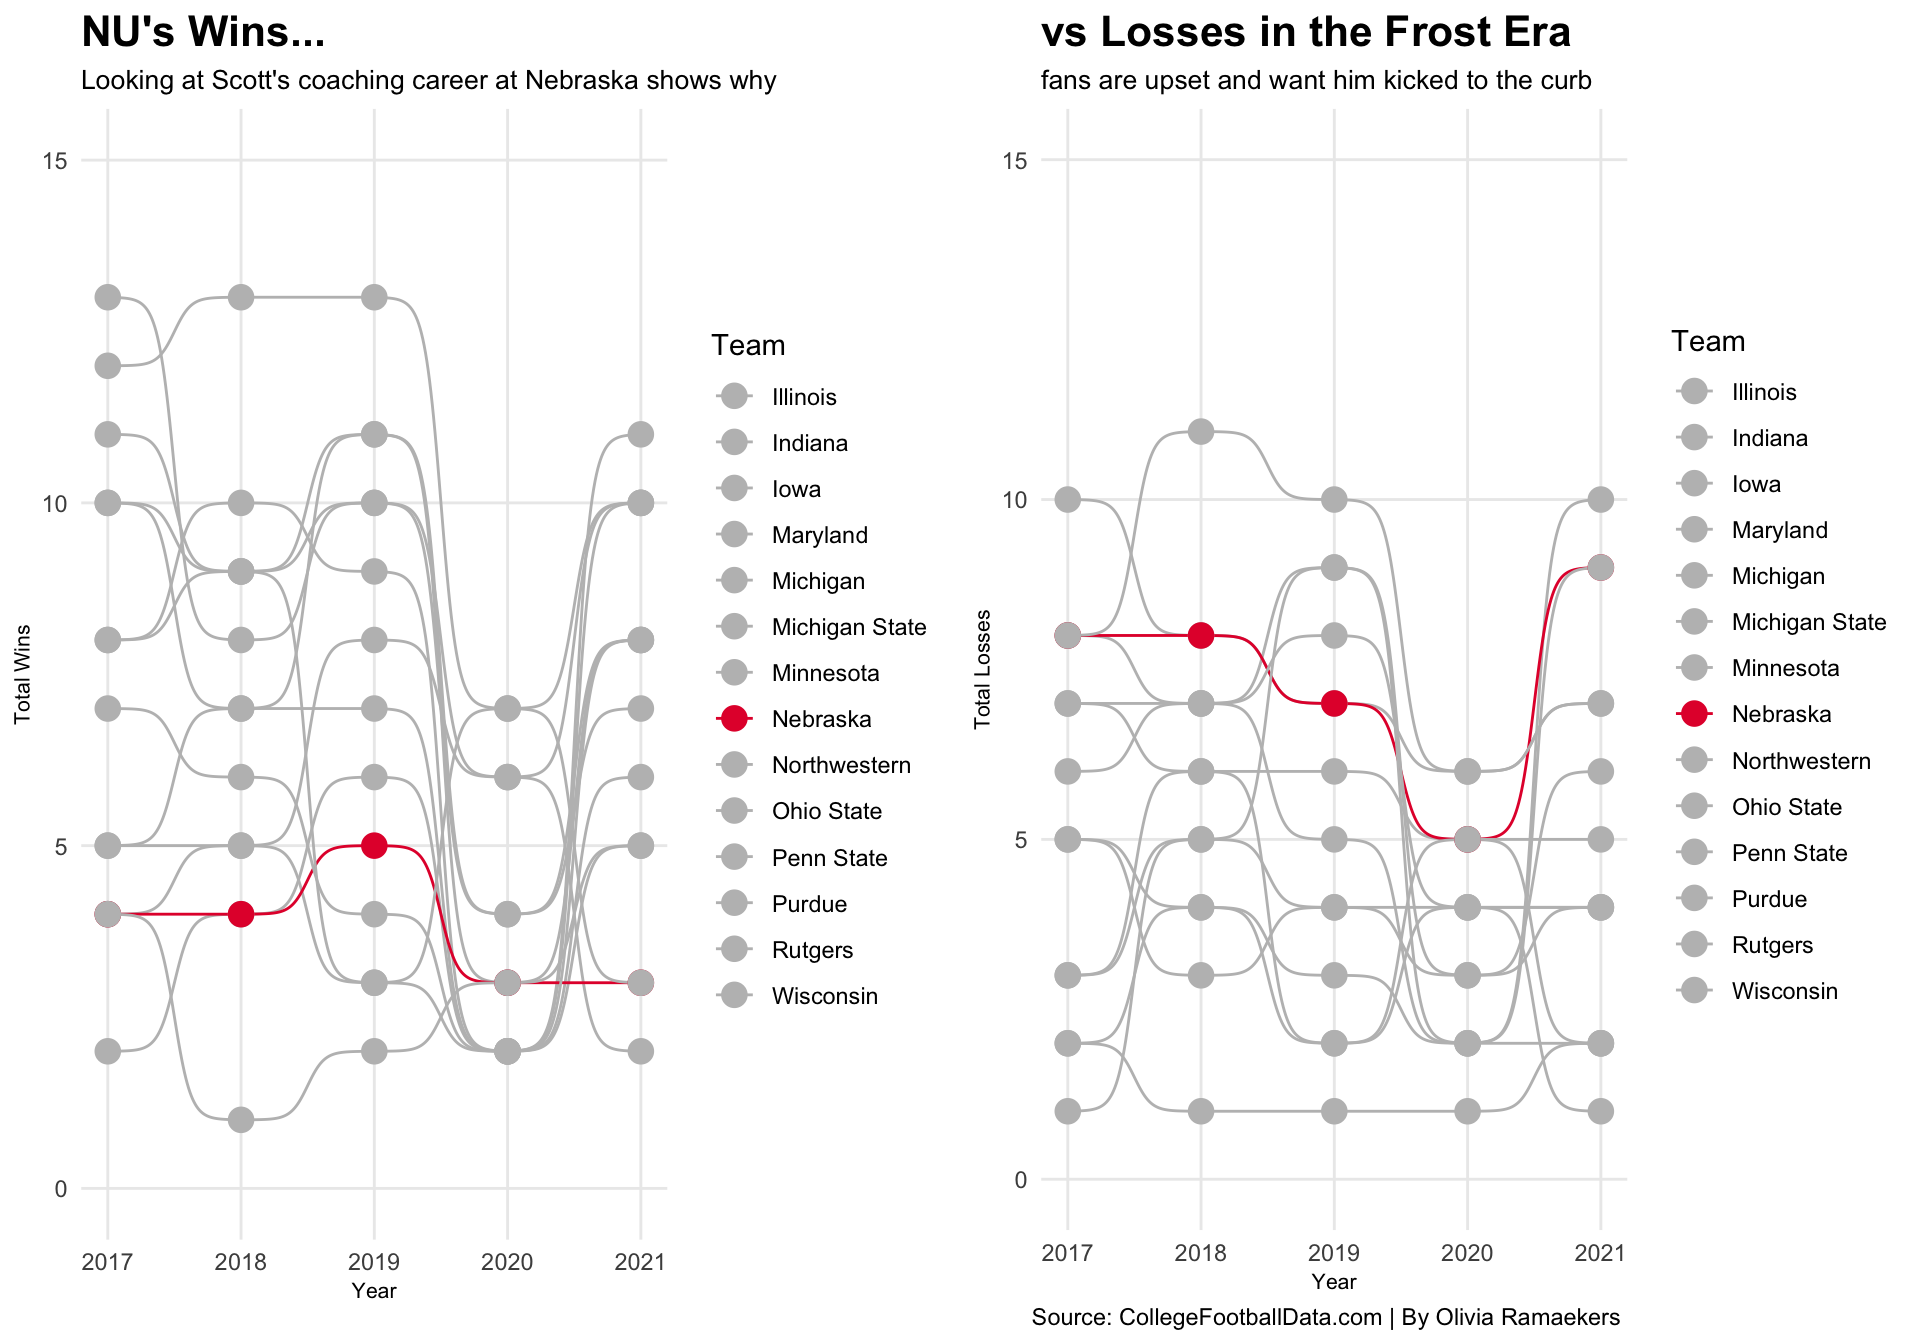 NU's Wins...
Looking at Scott's coaching career at Nebraska shows why
15
10
5
0
Total Wins
2017 2018 2019 2020 2021
Year
Team
Illinois
Indiana
Iowa
Maryland
Michigan
Michigan State
Minnesota
Nebraska
Northwestern
Ohio State
Penn State
Purdue
Rutgers
Wisconsin
vs Losses in the Frost Era
fans are upset and want him kicked to the curb
15
10
5
0
Total Losses
2017 2018 2019 2020 2021
Year
Team
Illinois
Indiana
Iowa
Maryland
Michigan
Michigan State
Minnesota
Nebraska
Northwestern
Ohio State
Penn State
Purdue
Rutgers
Wisconsin
Source: CollegeFootballData.com | By Olivia Ramaekers